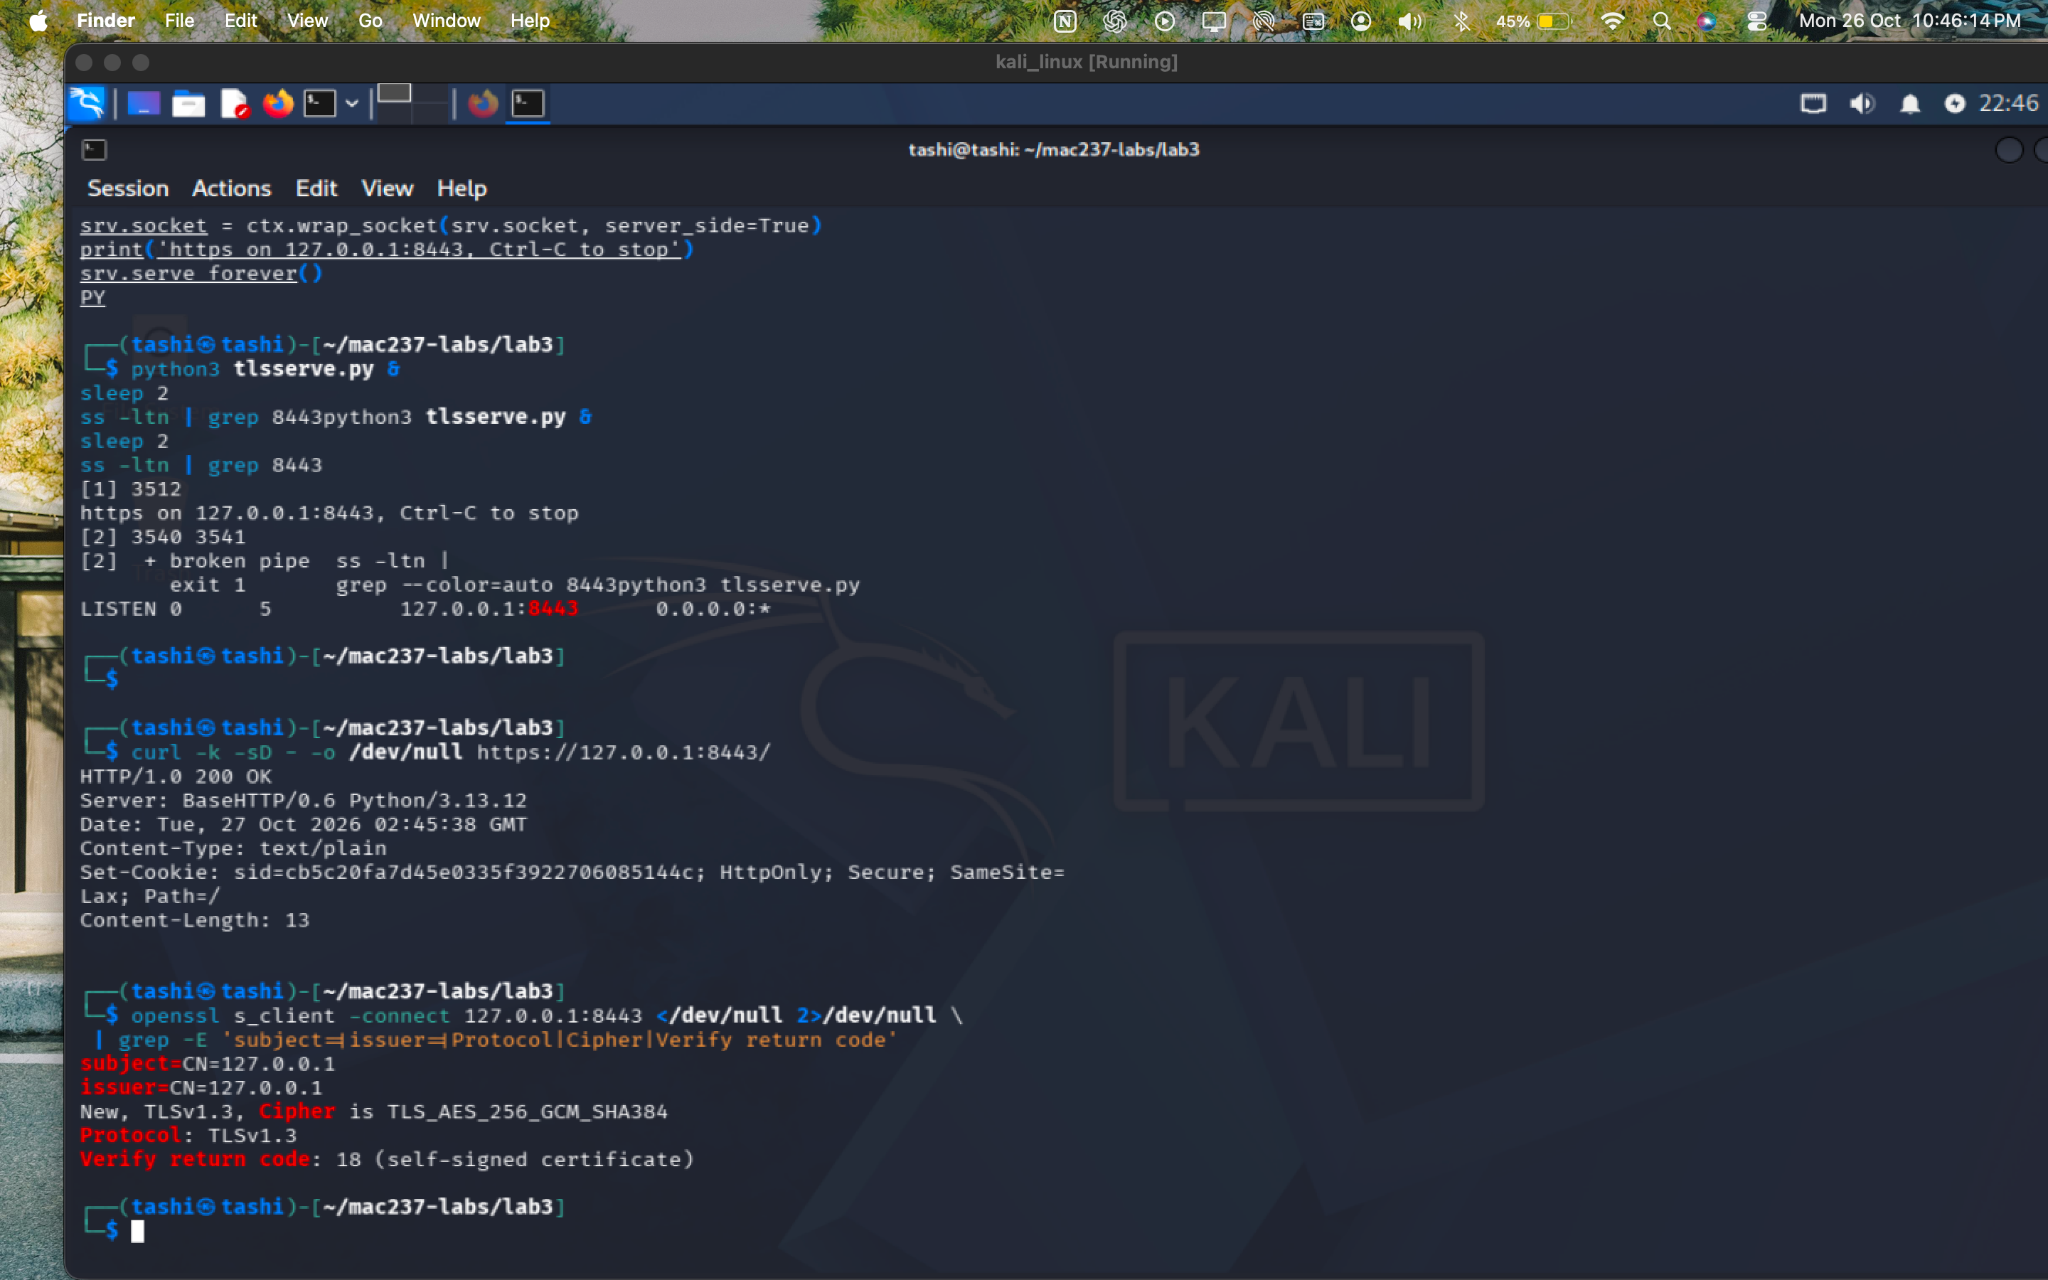 Finder File Edit View Go Window Help 45% Mon 26 Oct 10:46:14 PM
kali_linux [Running]
22:46
tashi@tashi: ~/mac237-labs/lab3
Session Actions Edit View Help
srv.socket = ctx.wrap_socket(srv.socket, server_side=True)
print('https on 127.0.0.1:8443, Ctrl-C to stop')
srv.serve_forever()
PY
┌──(tashi㉿tashi)-[~/mac237-labs/lab3]
└─$ python3 tlsserve.py &
sleep 2
ss -ltn | grep 8443python3 tlsserve.py &
sleep 2
ss -ltn | grep 8443
[1] 3512
https on 127.0.0.1:8443, Ctrl-C to stop
[2] 3540 3541
[2]  + broken pipe  ss -ltn |
       exit 1       grep --color=auto 8443python3 tlsserve.py
LISTEN 0      5          127.0.0.1:8443      0.0.0.0:*
┌──(tashi㉿tashi)-[~/mac237-labs/lab3]
└─$
┌──(tashi㉿tashi)-[~/mac237-labs/lab3]
└─$ curl -k -sD - -o /dev/null https://127.0.0.1:8443/
HTTP/1.0 200 OK
Server: BaseHTTP/0.6 Python/3.13.12
Date: Tue, 27 Oct 2026 02:45:38 GMT
Content-Type: text/plain
Set-Cookie: sid=cb5c20fa7d45e0335f3922706085144c; HttpOnly; Secure; SameSite=
Lax; Path=/
Content-Length: 13
┌──(tashi㉿tashi)-[~/mac237-labs/lab3]
└─$ openssl s_client -connect 127.0.0.1:8443 </dev/null 2>/dev/null \
 | grep -E 'subject=|issuer=|Protocol|Cipher|Verify return code'
subject=CN=127.0.0.1
issuer=CN=127.0.0.1
New, TLSv1.3, Cipher is TLS_AES_256_GCM_SHA384
Protocol: TLSv1.3
Verify return code: 18 (self-signed certificate)
┌──(tashi㉿tashi)-[~/mac237-labs/lab3]
└─$
KALI